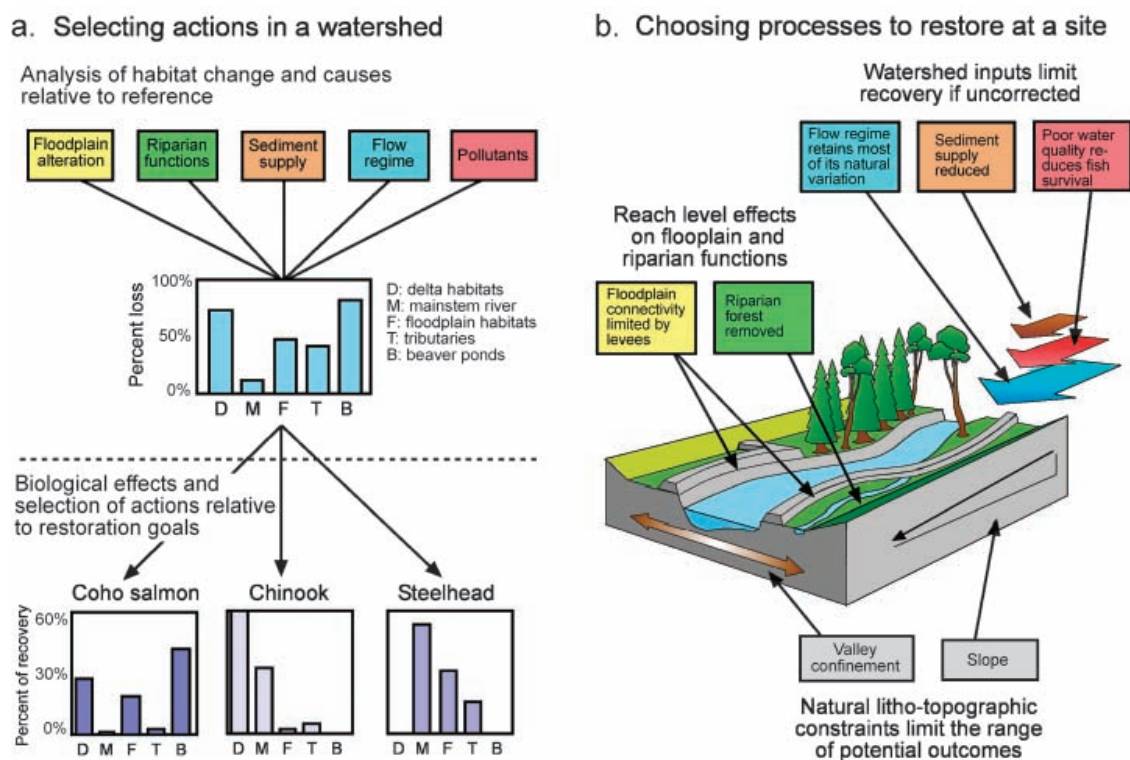 a. Selecting actions in a watershed
Analysis of habitat change and causes
relative to reference
Floodplain
alteration
Riparian
functions
Sediment
supply
Flow
regime
Pollutants
Percent loss
100%
50%
0%
D M F T B
D: delta habitats
M: mainstem river
F: floodplain habitats
T: tributaries
B: beaver ponds
Biological effects and
selection of actions relative
to restoration goals
Coho salmon
Chinook
Steelhead
Percent of recovery
60%
30%
0%
D M F T B
D M F T B
D M F T B
b. Choosing processes to restore at a site
Watershed inputs limit
recovery if uncorrected
Flow regime
retains most
of its natural
variation
Sediment
supply
reduced
Poor water
quality re-
duces fish
survival
Reach level effects
on flooplain and
riparian functions
Floodplain
connectivity
limited by
levees
Riparian
forest
removed
Valley
confinement
Slope
Natural litho-topographic
constraints limit the range
of potential outcomes